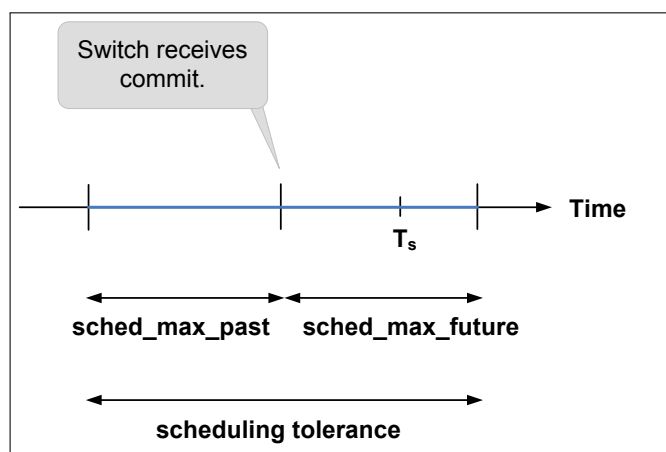 Switch receives
commit.
Time
Ts
sched_max_past
sched_max_future
scheduling tolerance